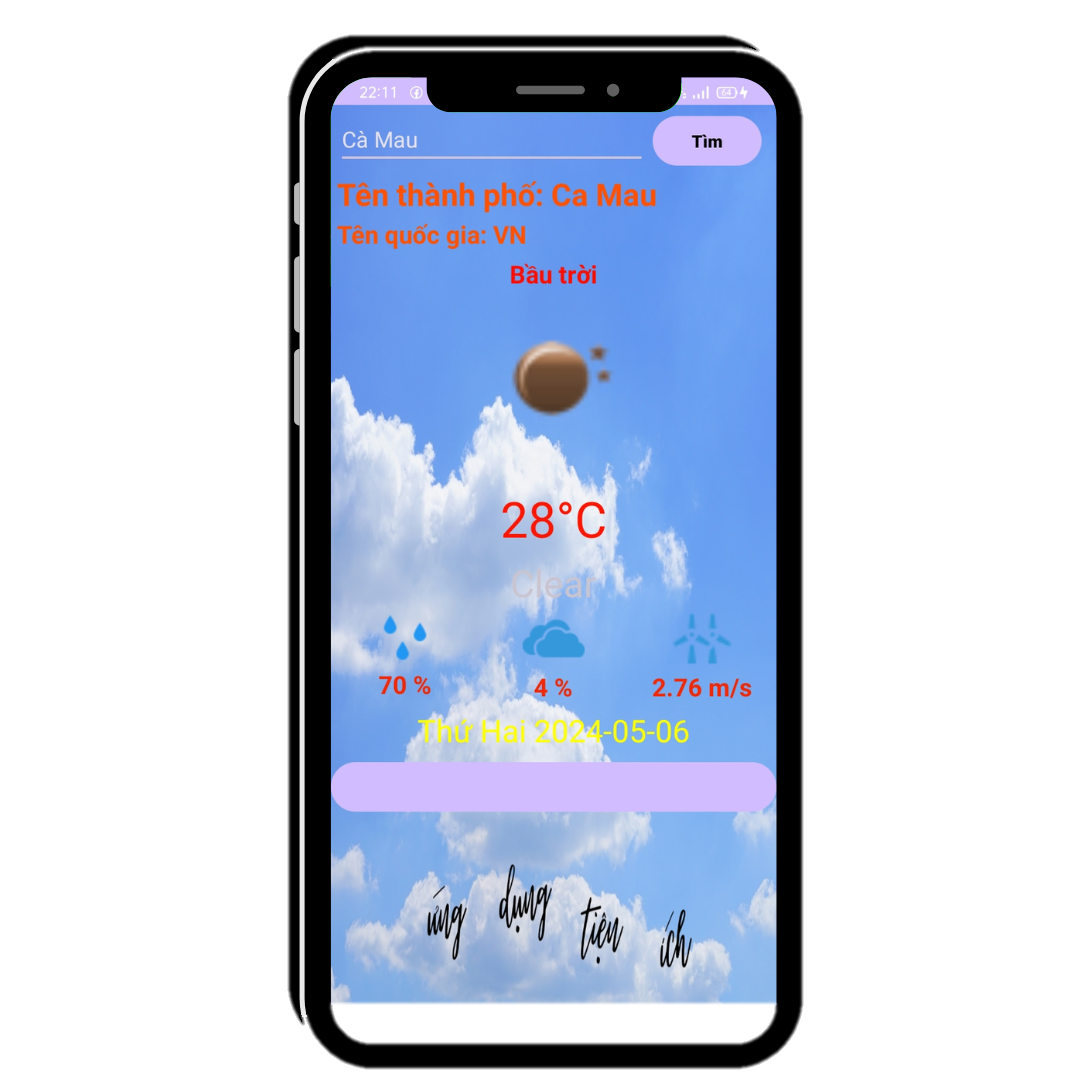 22:11 64
Cà Mau Tìm
Tên thành phố: Ca Mau
Tên quốc gia: VN
Bầu trời
28°C
Clear
70 % 4 % 2.76 m/s
Thứ Hai 2024-05-06
ứng dụng tiện ích